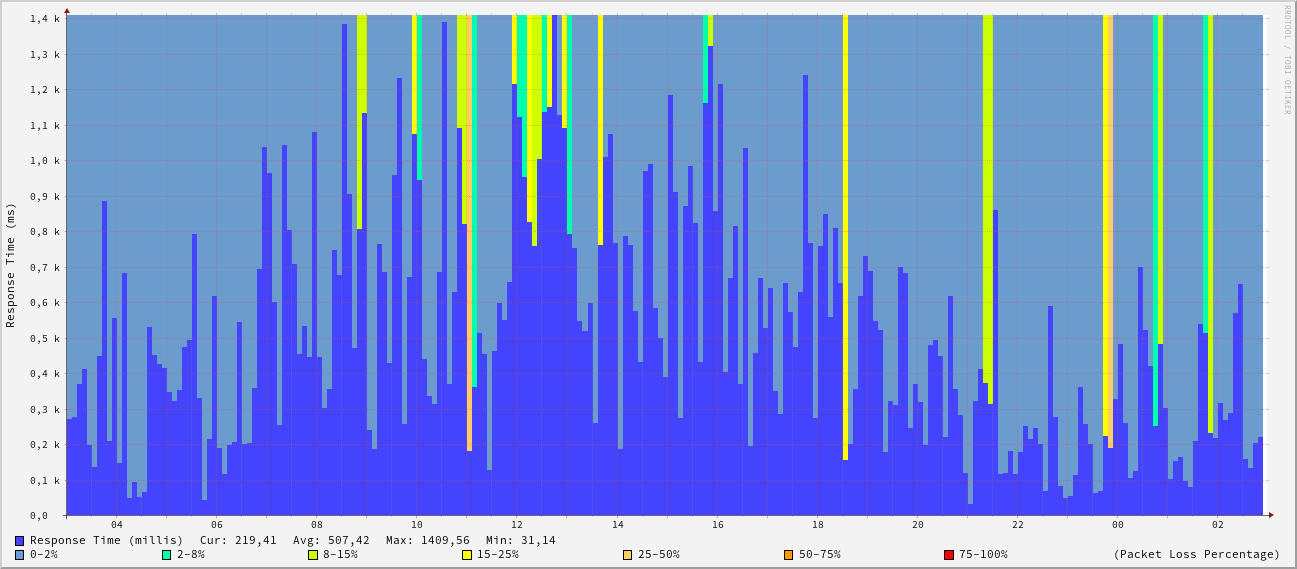 1,4 k
1,3 k
1,2 k
1,1 k
1,0 k
0,9 k
0,8 k
0,7 k
0,6 k
0,5 k
0,4 k
0,3 k
0,2 k
0,1 k
0,0
Response Time (ms)
RRDTOOL / TOBI OETIKER
04 06 08 10 12 14 16 18 20 22 00 02
Response Time (millis) Cur: 219,41 Avg: 507,42 Max: 1409,56 Min: 31,14
0-2% 2-8% 8-15% 15-25% 25-50% 50-75% 75-100% (Packet Loss Percentage)